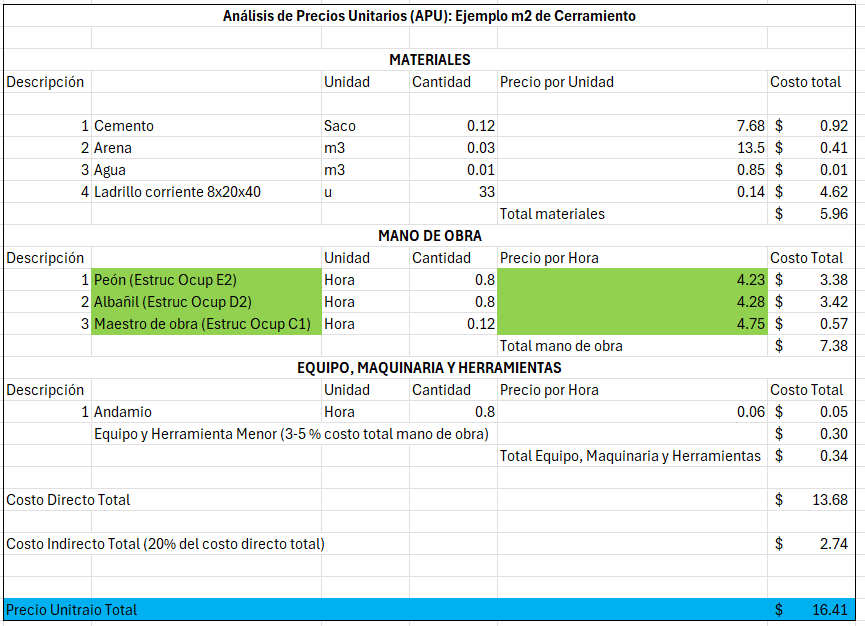 Análisis de Precios Unitarios (APU): Ejemplo m2 de Cerramiento
MATERIALES
Descripción Unidad Cantidad Precio por Unidad Costo total
1 Cemento Saco 0.12 7.68 $ 0.92
2 Arena m3 0.03 13.5 $ 0.41
3 Agua m3 0.01 0.85 $ 0.01
4 Ladrillo corriente 8x20x40 u 33 0.14 $ 4.62
Total materiales $ 5.96
MANO DE OBRA
Descripción Unidad Cantidad Precio por Hora Costo Total
1 Peón (Estruc Ocup E2) Hora 0.8 4.23 $ 3.38
2 Albañil (Estruc Ocup D2) Hora 0.8 4.28 $ 3.42
3 Maestro de obra (Estruc Ocup C1) Hora 0.12 4.75 $ 0.57
Total mano de obra $ 7.38
EQUIPO, MAQUINARIA Y HERRAMIENTAS
Descripción Unidad Cantidad Precio por Hora Costo Total
1 Andamio Hora 0.8 0.06 $ 0.05
Equipo y Herramienta Menor (3-5 % costo total mano de obra) $ 0.30
Total Equipo, Maquinaria y Herramientas $ 0.34
Costo Directo Total $ 13.68
Costo Indirecto Total (20% del costo directo total) $ 2.74
Precio Unitraio Total $ 16.41